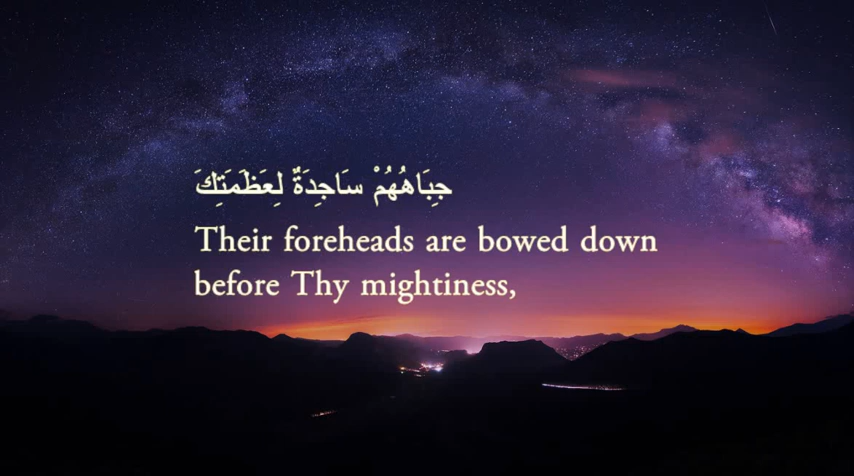 جِبَاهُهُمْ سَاجِدَةٌ لِعَظَمَتِكَ
Their foreheads are bowed down
before Thy mightiness,